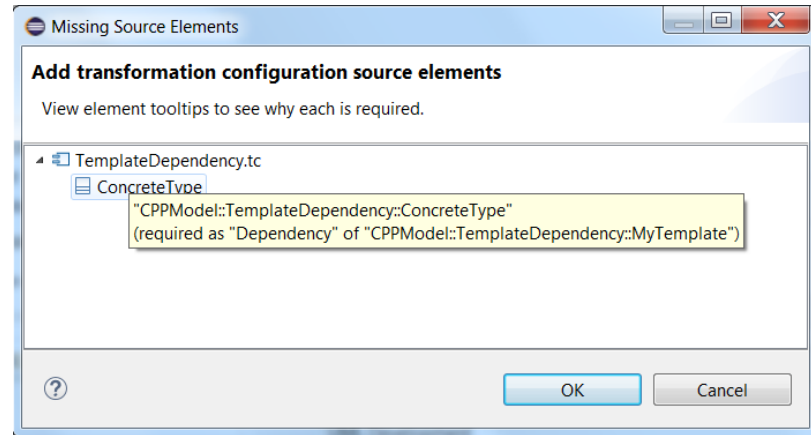 Missing Source Elements
Add transformation configuration source elements
View element tooltips to see why each is required.
TemplateDependency.tc
ConcreteType
"CPPModel::TemplateDependency::ConcreteType"
(required as "Dependency" of "CPPModel::TemplateDependency::MyTemplate")
?
OK Cancel